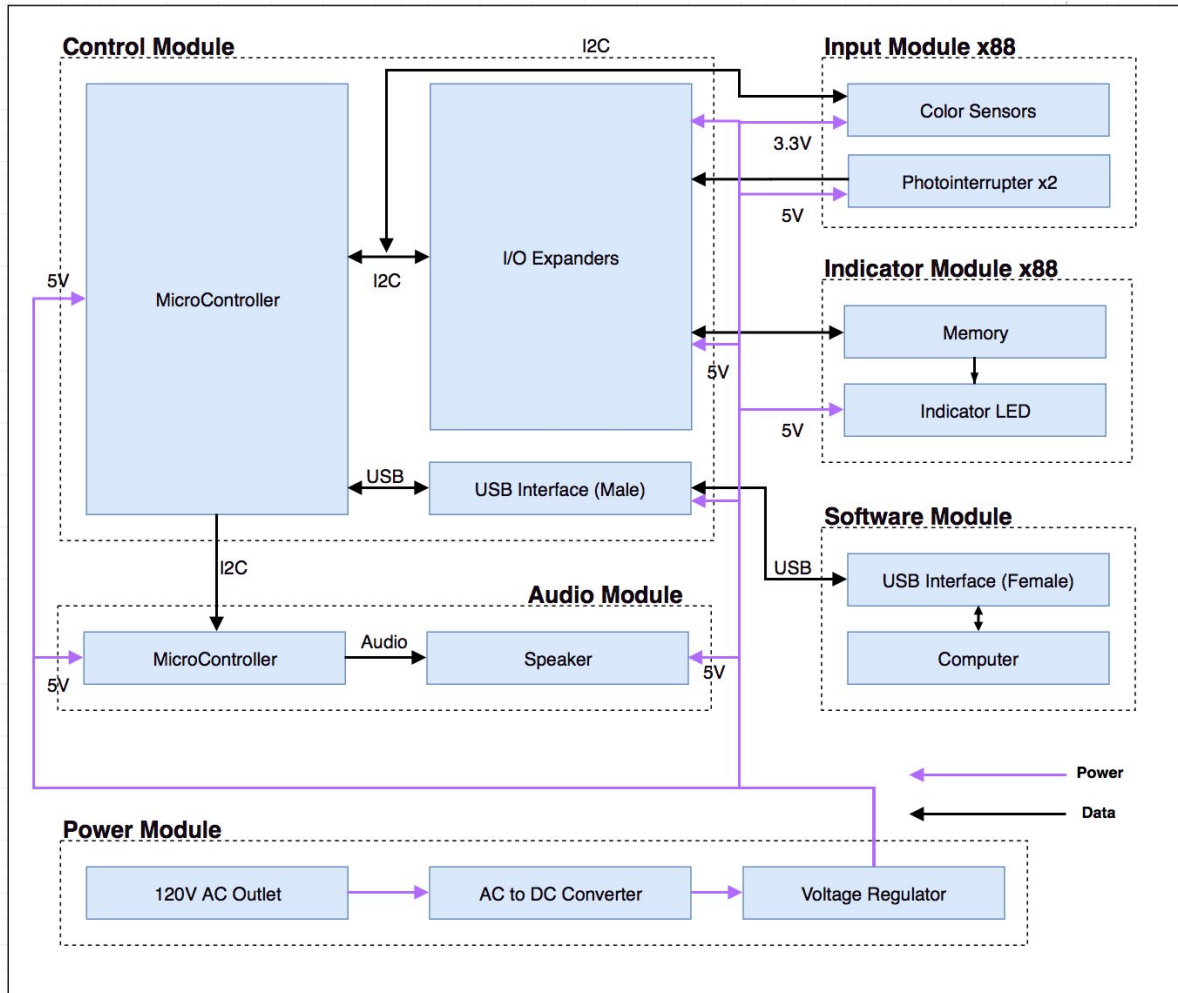 Control Module
I2C
Input Module x88
MicroController
I/O Expanders
Color Sensors
3.3V
Photointerrupter x2
5V
I2C
5V
Indicator Module x88
Memory
5V
Indicator LED
5V
USB
USB Interface (Male)
Software Module
USB
USB Interface (Female)
Computer
I2C
Audio Module
MicroController
Audio
Speaker
5V
5V
Power
Data
Power Module
120V AC Outlet
AC to DC Converter
Voltage Regulator